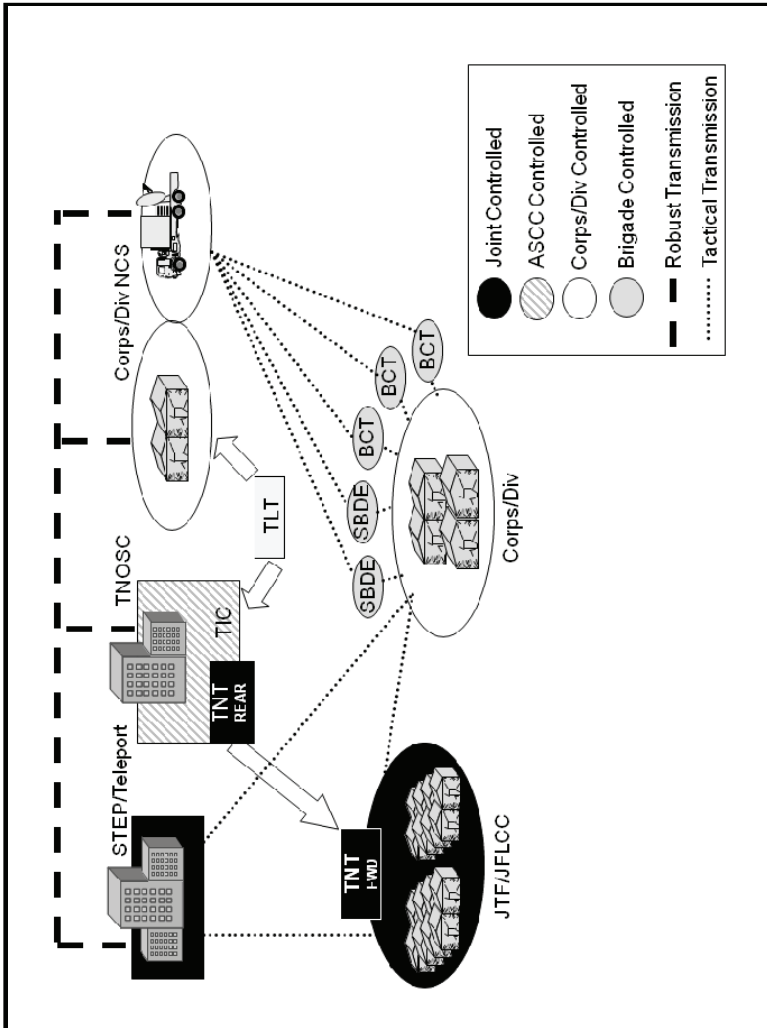 STEP/Teleport
TNOSC
Corps/Div NCS
TIC
TNT
REAR
TLT
TNT
FWD
SBDE
SBDE
BCT
BCT
BCT
JTF/JFLCC
Corps/Div
Joint Controlled
ASCC Controlled
Corps/Div Controlled
Brigade Controlled
Robust Transmission
Tactical Transmission